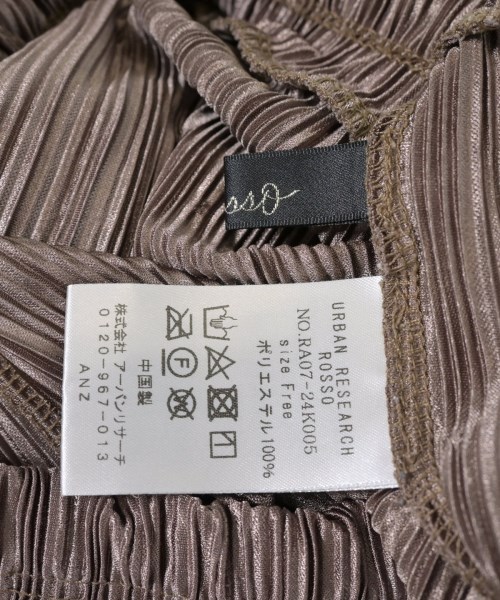 sso
URBAN RESEARCH
ROSSO
NO.RA07-24K005
size Free
ポリエステル100%
中国製
株式会社 アーバンリサーチ
0120-967-013
ANZ